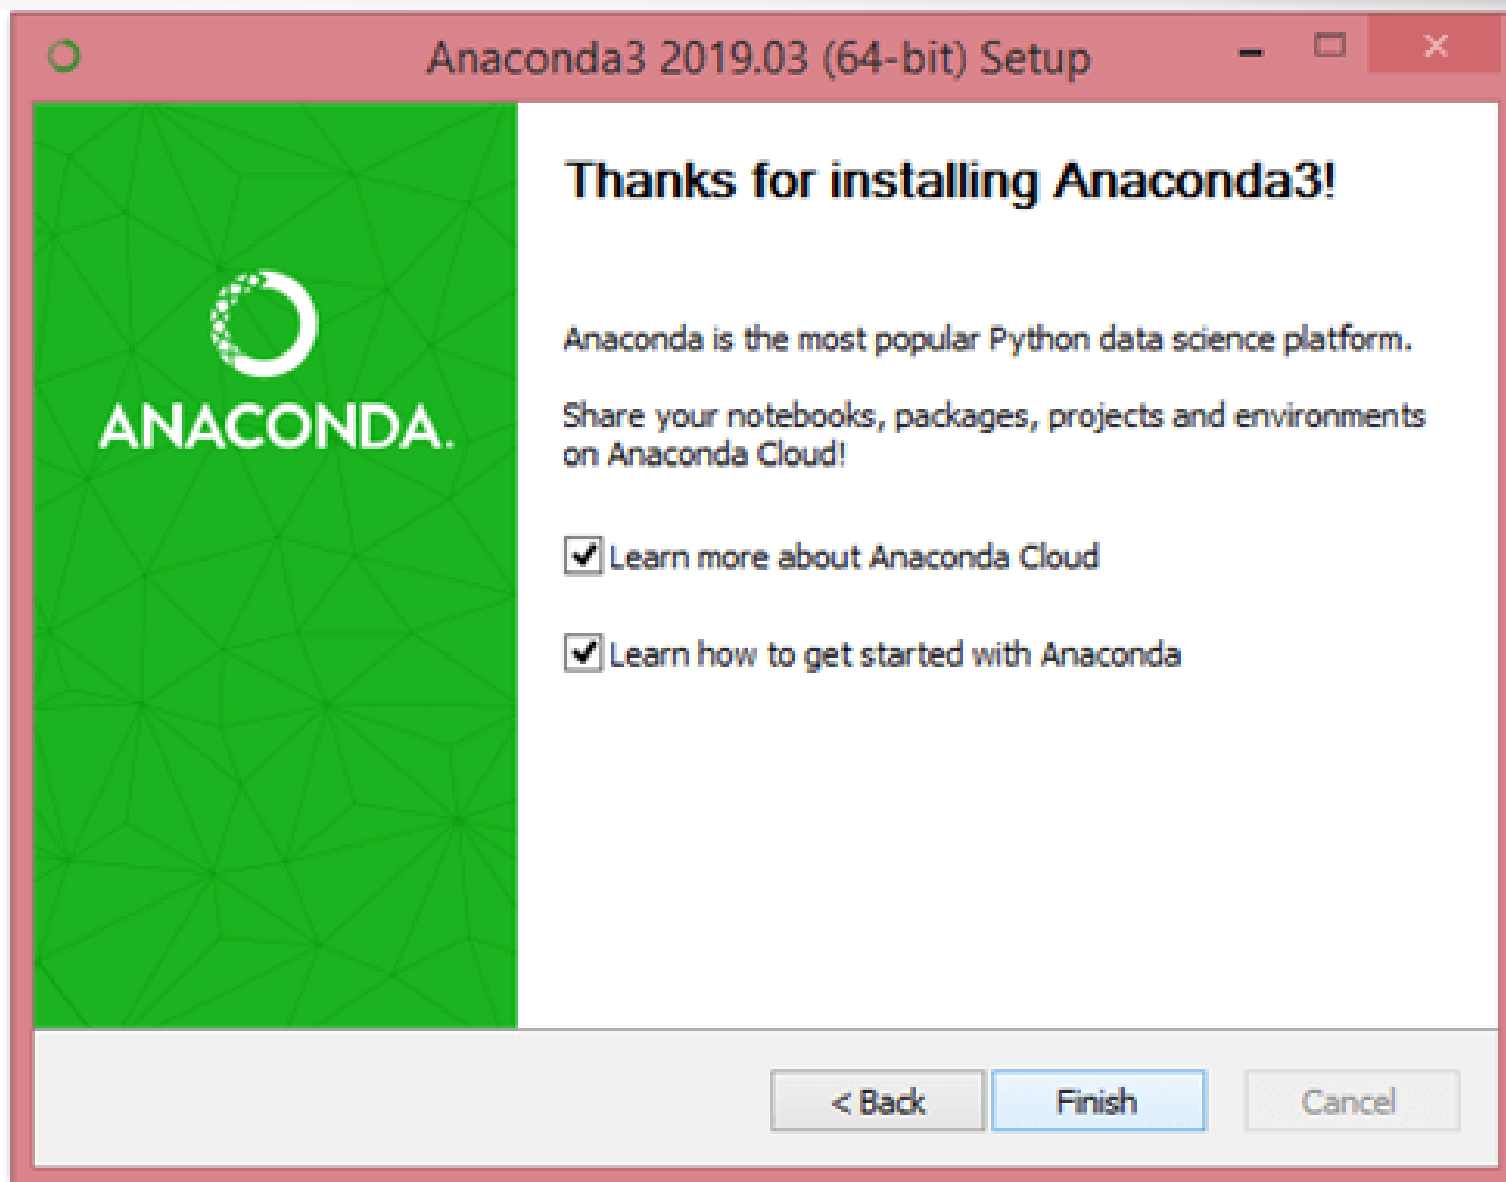 Anaconda3 2019.03 (64-bit) Setup
Thanks for installing Anaconda3!
ANACONDA.
Anaconda is the most popular Python data science platform.
Share your notebooks, packages, projects and environments
on Anaconda Cloud!
Learn more about Anaconda Cloud
Learn how to get started with Anaconda
< Back
Finish
Cancel